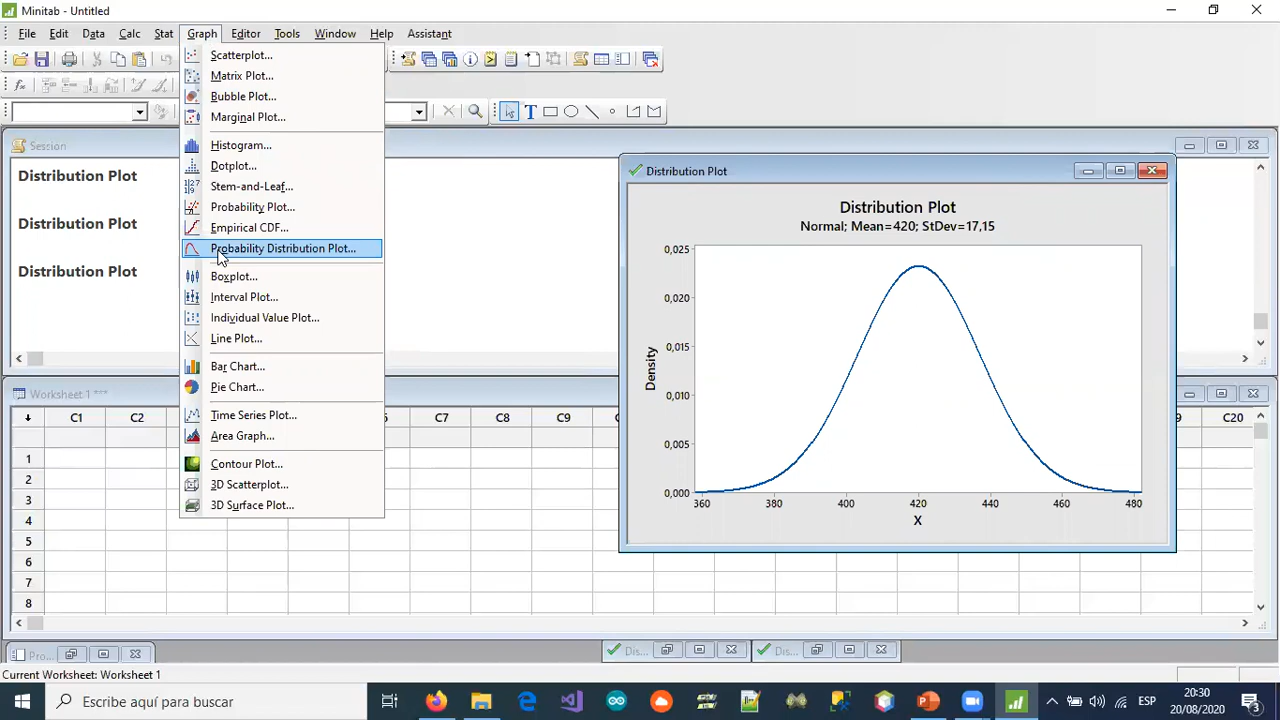 Minitab - Untitled
File Edit Data Calc Stat Graph Editor Tools Window Help Assistant
Scatterplot...
Matrix Plot...
Bubble Plot...
Marginal Plot...
Histogram...
Dotplot...
Stem-and-Leaf...
Probability Plot...
Empirical CDF...
Probability Distribution Plot...
Boxplot...
Interval Plot...
Individual Value Plot...
Line Plot...
Bar Chart...
Pie Chart...
Time Series Plot...
Area Graph...
Contour Plot...
3D Scatterplot...
3D Surface Plot...
Session
Distribution Plot
Distribution Plot
Distribution Plot
Distribution Plot
Distribution Plot
Normal; Mean=420; StDev=17,15
0,025
0,020
0,015
0,010
0,005
0,000
Density
360 380 400 420 440 460 480
X
Worksheet 1 ***
C1 C2 C7 C8 C9 C20
1
2
3
4
5
6
7
8
Pro...
Dis...
Dis...
Current Worksheet: Worksheet 1
Escribe aquí para buscar
ESP
20:30
20/08/2020
3